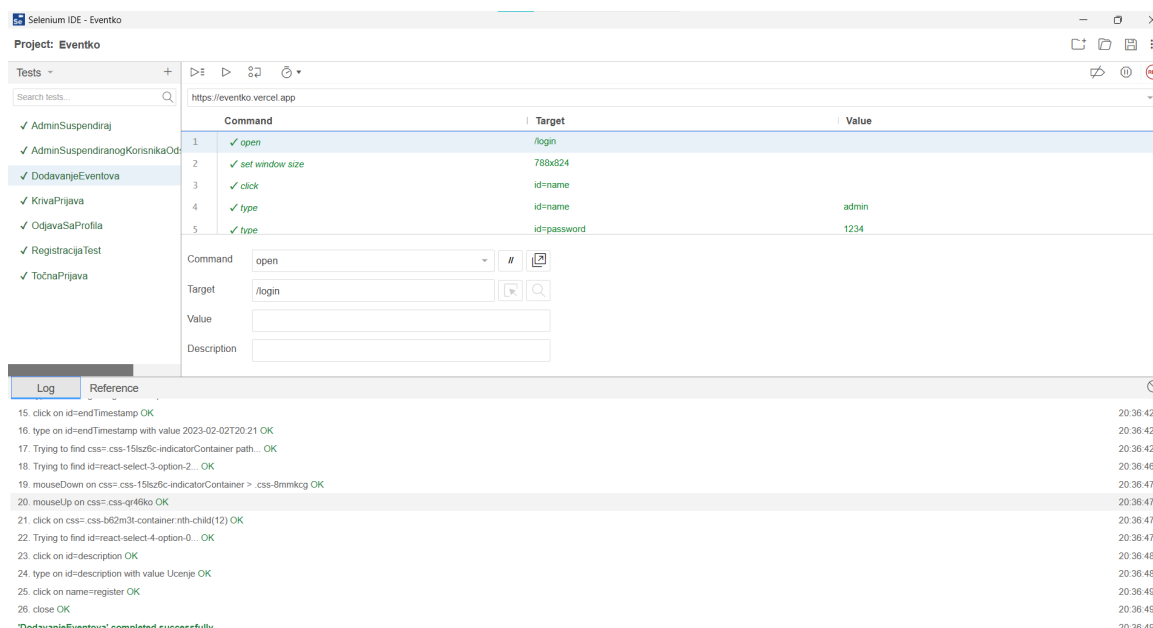 Selenium IDE - Eventko
Project: Eventko
Tests
Search tests...
https://eventko.vercel.app
Command Target Value
✓ AdminSuspendiraj
✓ AdminSuspendiranogKorisnikaOds
✓ DodavanjeEventova
✓ KrivaPrijava
✓ OdjavaSaProfila
✓ RegistracijaTest
✓ TočnaPrijava
1 ✓ open /login
2 ✓ set window size 788x824
3 ✓ click id=name
4 ✓ type id=name admin
5 ✓ type id=password 1234
Command open //
Target /login
Value
Description
Log Reference
15. click on id=endTimestamp OK 20:36:42
16. type on id=endTimestamp with value 2023-02-02T20:21 OK 20:36:42
17. Trying to find css=.css-15lsz6c-indicatorContainer path... OK 20:36:42
18. Trying to find id=react-select-3-option-2... OK 20:36:46
19. mouseDown on css=.css-15lsz6c-indicatorContainer > .css-8mmkcg OK 20:36:47
20. mouseUp on css=.css-qr46ko OK 20:36:47
21. click on css=.css-b62m3t-container:nth-child(12) OK 20:36:47
22. Trying to find id=react-select-4-option-0... OK 20:36:47
23. click on id=description OK 20:36:48
24. type on id=description with value Ucenje OK 20:36:48
25. click on name=register OK 20:36:49
26. close OK 20:36:49
'DodavanjeEventova' completed successfully 20:36:49